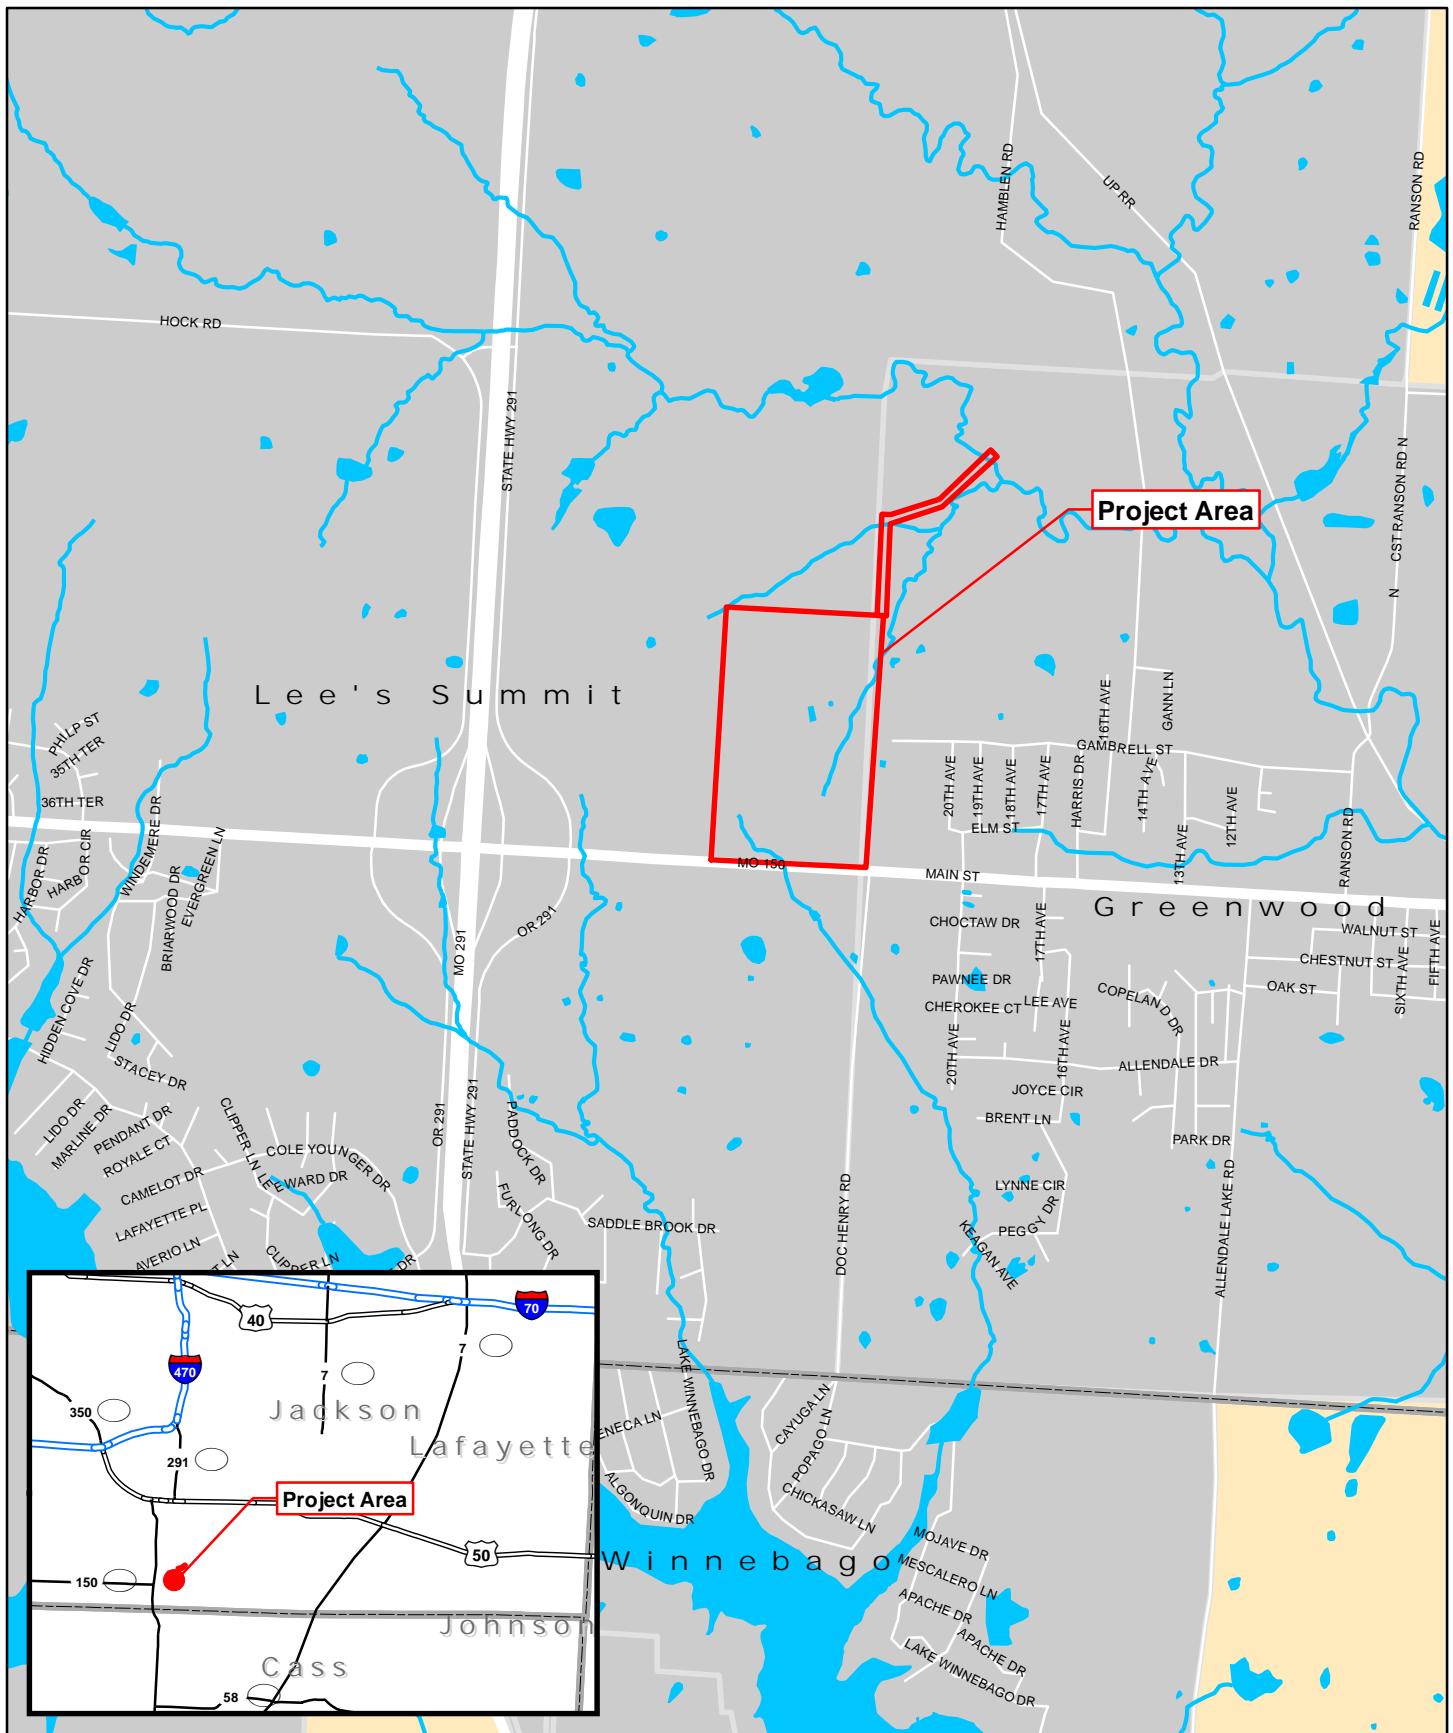 HAMBLEN RD
UP RR
RANSON RD
HOCK RD
STATE HWY 291
CST RANSON RD N
N
Project Area
Lee's Summit
PHILP ST
35TH TER
36TH TER
16TH AVE
GANN LN
GAMBRELL ST
20TH AVE
19TH AVE
18TH AVE
17TH AVE
HARRIS DR
14TH AVE
12TH AVE
ELM ST
13TH AVE
RANSON RD
HARBOR DR
HARBOR CIR
WINDEMERE DR
BRIARWOOD DR
EVERGREEN LN
MO 150
MAIN ST
Greenwood
MO 291
OR 291
CHOCTAW DR
17TH AVE
WALNUT ST
CHESTNUT ST
SIXTH AVE
FIFTH AVE
OAK ST
PAWNEE DR
CHEROKEE CT
LEE AVE
COPELAND DR
HIDDEN COVE DR
LIDO DR
STACEY DR
20TH AVE
16TH AVE
ALLENDALE DR
JOYCE CIR
BRENT LN
PARK DR
LIDO DR
MARLINE DR
PENDANT DR
ROYALE CT
CAMELOT DR
LAFAYETTE PL
AVERIO LN
T LN
CLIPPER LN
LEEWARD DR
COLE YOUNGER DR
CLIPPER LN
DR
OR 291
STATE HWY 291
PADDOCK DR
FURLONG DR
SADDLE BROOK DR
DOC HENRY RD
LYNNE CIR
PEGGY DR
KEAGAN AVE
ALLENDALE LAKE RD
LAKE WINNEBAGO DR
ENECA LN
ALGONQUIN DR
CAYUGA LN
POPAGO LN
CHICKASAW LN
Winnebago
MOJAVE DR
MESCALERO LN
APACHE DR
APACHE DR
LAKE WINNEBAGO DR
40
70
470
7
7
350
Jackson
Lafayette
291
Project Area
50
150
Johnson
Cass
58